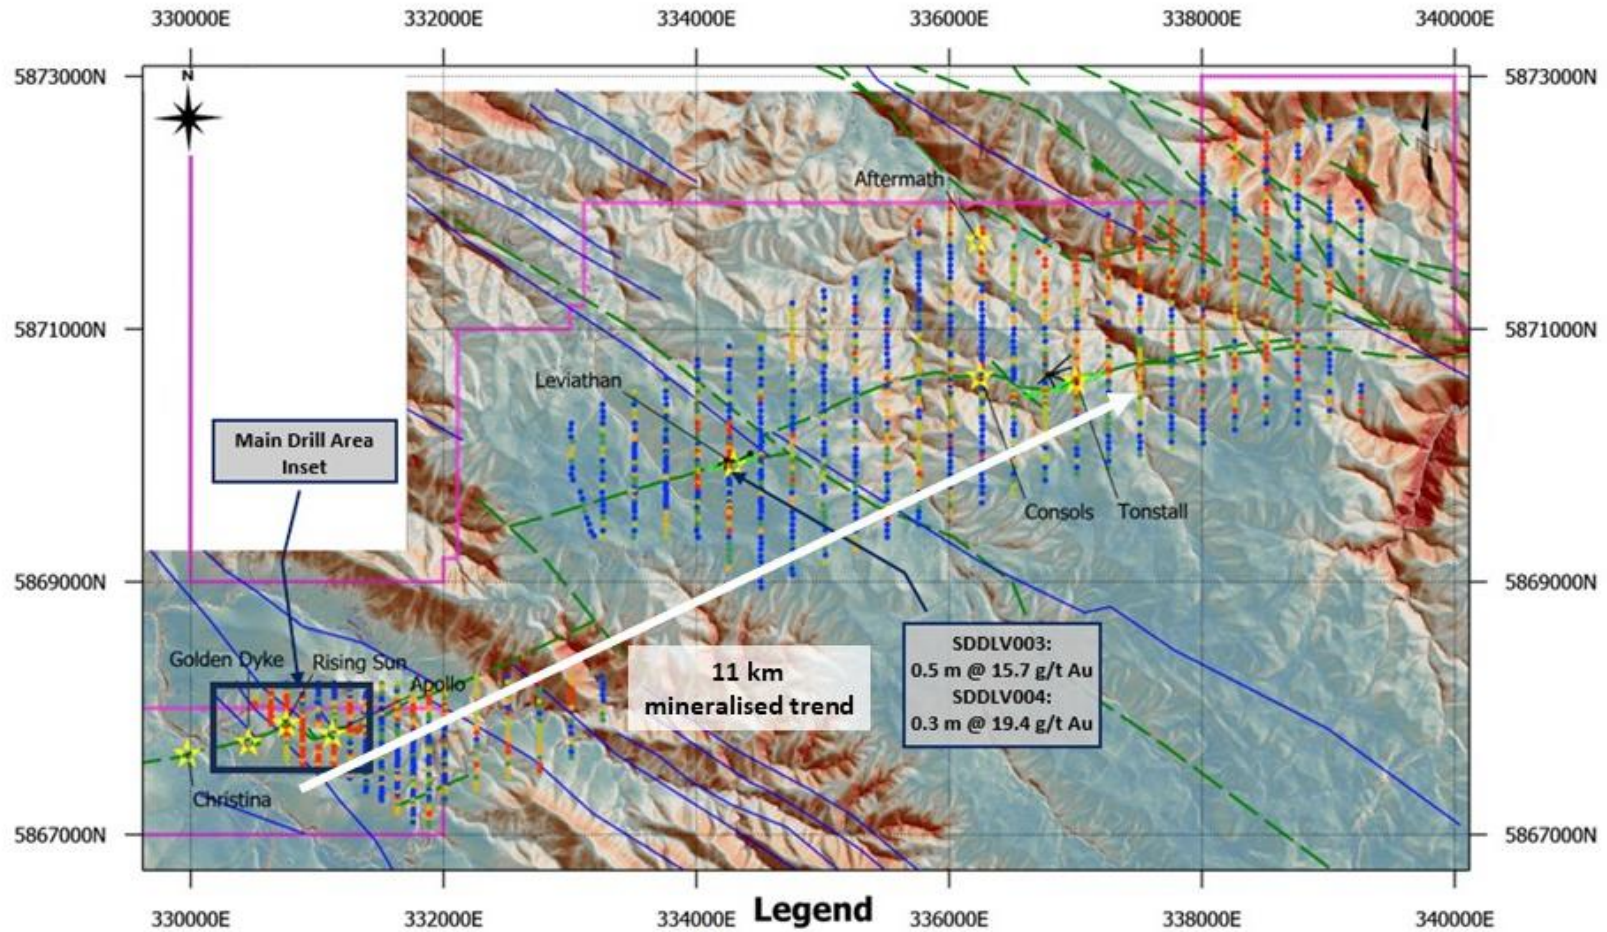 330000E 332000E 334000E 336000E 338000E 340000E
5873000N 5873000N
N
Aftermath
5871000N 5871000N
Leviathan
Main Drill Area
Inset
Consols Tonstall
5869000N 5869000N
SDDLV003:
0.5 m @ 15.7 g/t Au
SDDLV004:
0.3 m @ 19.4 g/t Au
Golden Dyke Rising Sun
Apollo
11 km
mineralised trend
Christina
5867000N 5867000N
330000E 332000E 334000E 336000E 338000E 340000E
Legend